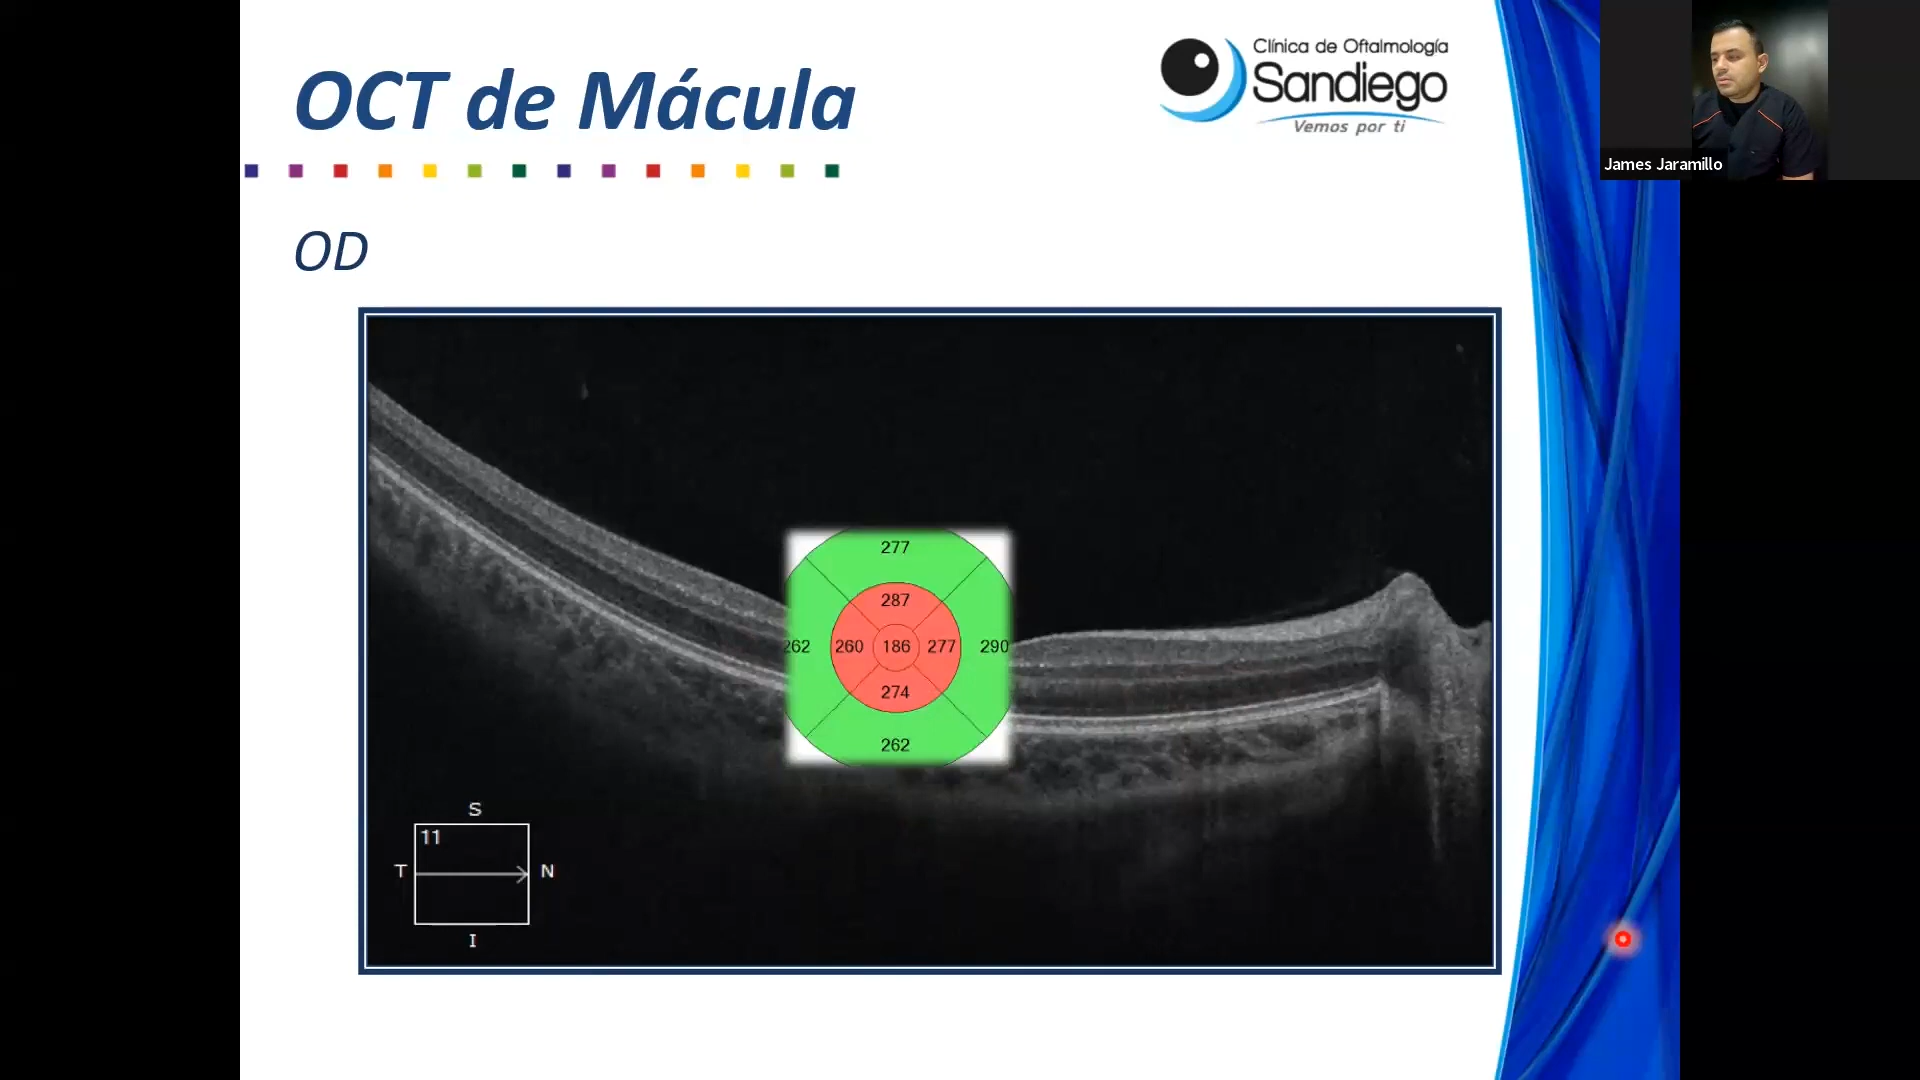 OCT de Mácula
Clínica de Oftalmología
Sandiego
Vemos por ti
James Jaramillo
OD
277
287
262 260 186 277 290
274
262
S
11
T N
I